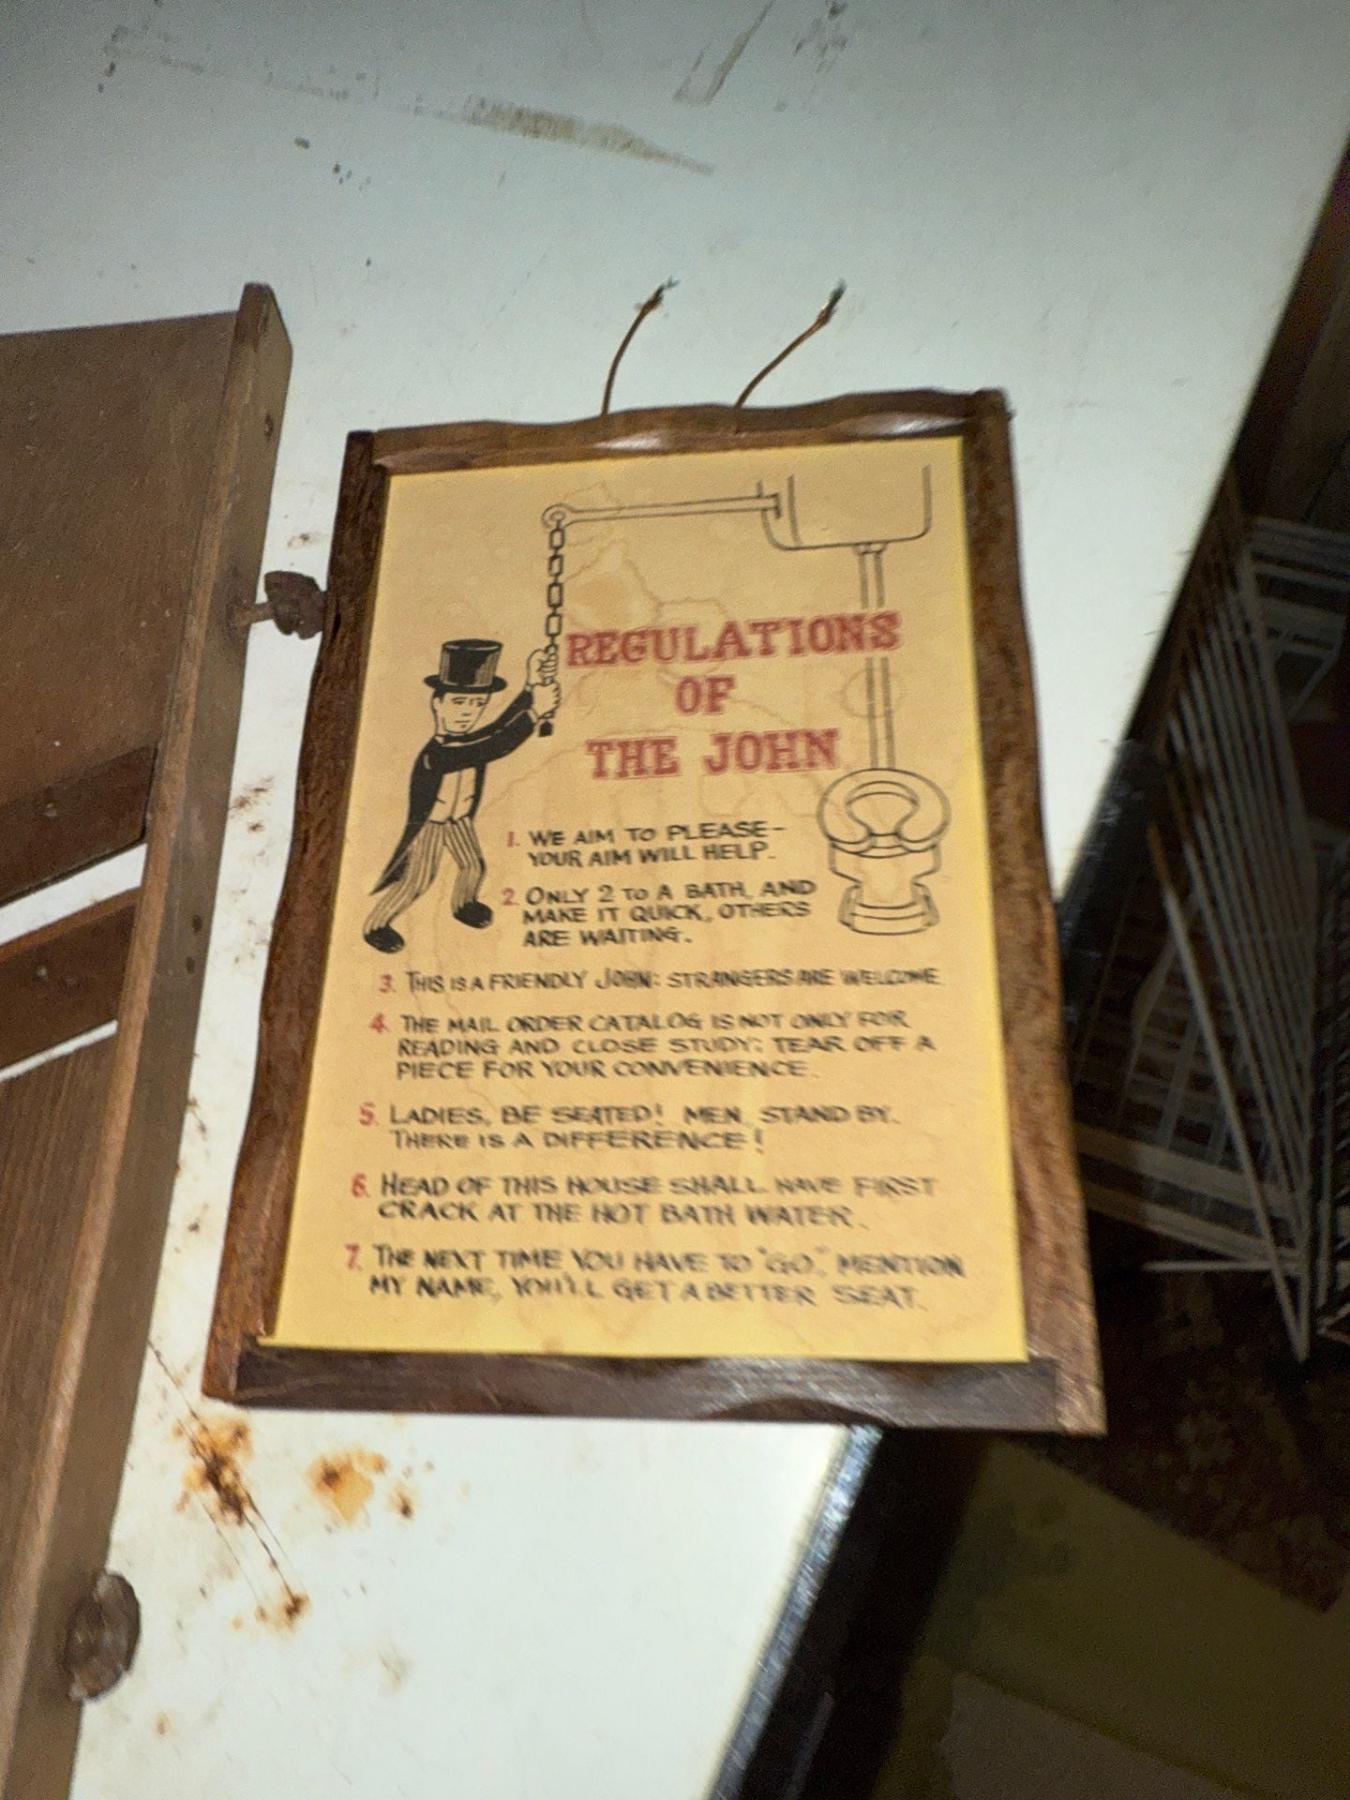 REGULATIONS
OF
THE JOHN
1. WE AIM TO PLEASE-
YOUR AIM WILL HELP.
2. ONLY 2 TO A BATH, AND
MAKE IT QUICK, OTHERS
ARE WAITING.
3. THIS IS A FRIENDLY JOHN: STRANGERS ARE WELCOME.
4. THE MAIL ORDER CATALOG IS NOT ONLY FOR
READING AND CLOSE STUDY: TEAR OFF A
PIECE FOR YOUR CONVENIENCE.
5. LADIES, BE SEATED! MEN, STAND BY.
THERE IS A DIFFERENCE!
6. HEAD OF THIS HOUSE SHALL HAVE FIRST
CRACK AT THE HOT BATH WATER.
7. THE NEXT TIME YOU HAVE TO "GO," MENTION
MY NAME, YOU'LL GET A BETTER SEAT.